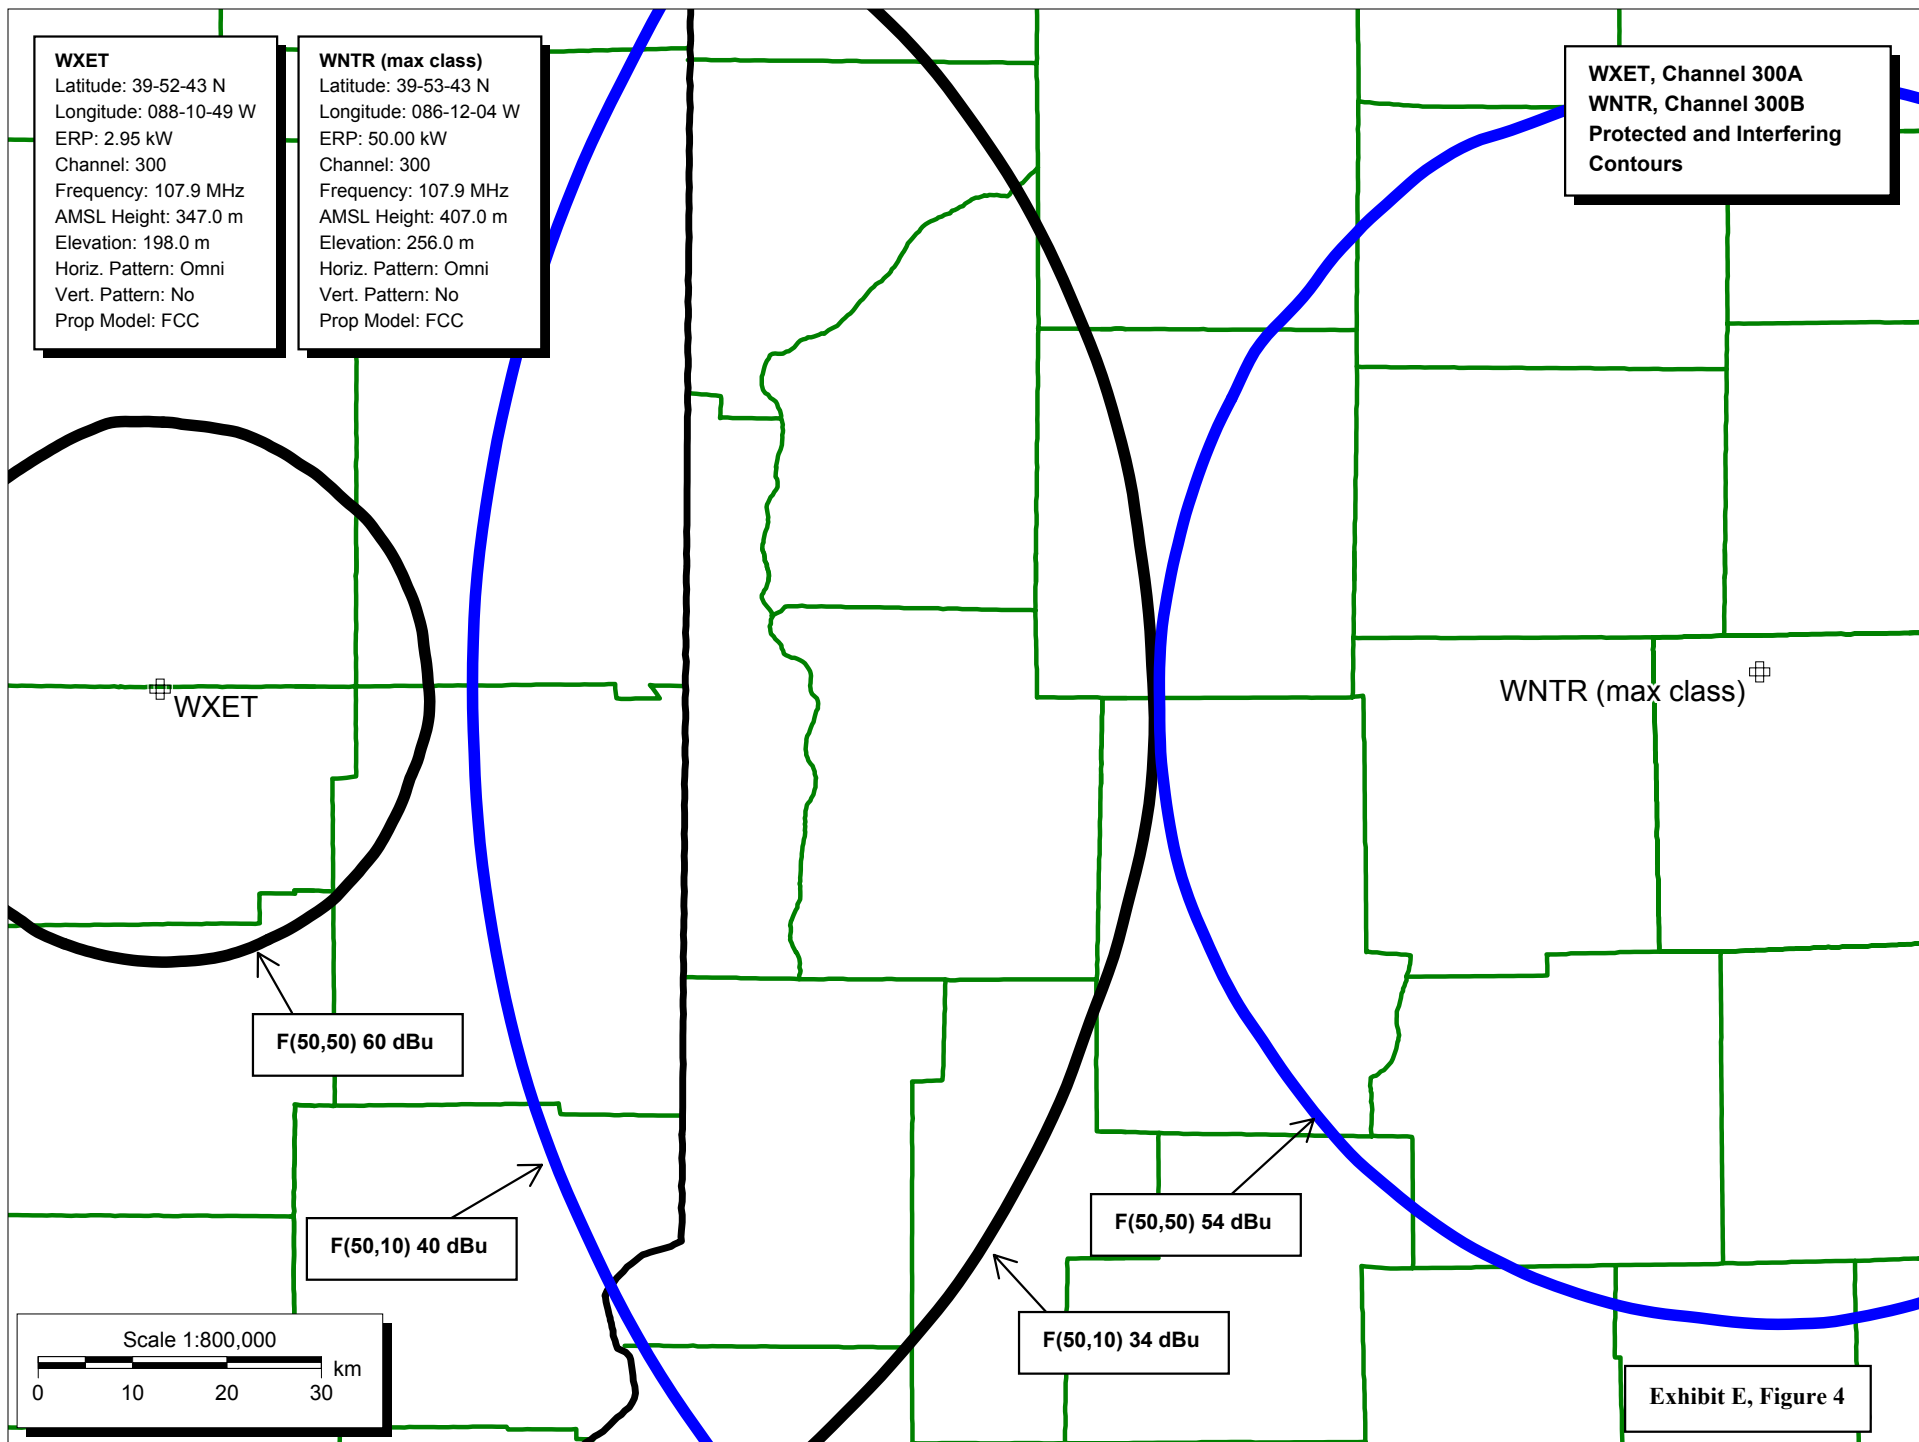 WXET
Latitude: 39-52-43 N
Longitude: 088-10-49 W
ERP: 2.95 kW
Channel: 300
Frequency: 107.9 MHz
AMSL Height: 347.0 m
Elevation: 198.0 m
Horiz. Pattern: Omni
Vert. Pattern: No
Prop Model: FCC
WNTR (max class)
Latitude: 39-53-43 N
Longitude: 086-12-04 W
ERP: 50.00 kW
Channel: 300
Frequency: 107.9 MHz
AMSL Height: 407.0 m
Elevation: 256.0 m
Horiz. Pattern: Omni
Vert. Pattern: No
Prop Model: FCC
WXET, Channel 300A
WNTR, Channel 300B
Protected and Interfering
Contours
WXET
WNTR (max class)
F(50,50) 60 dBu
F(50,10) 40 dBu
F(50,50) 54 dBu
F(50,10) 34 dBu
Scale 1:800,000
km
0 10 20 30
Exhibit E, Figure 4